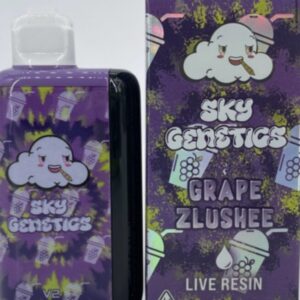 SKY
GENETICS
SKY
GENETICS
GRAPE
ZLUSHEE
LIVE RESIN